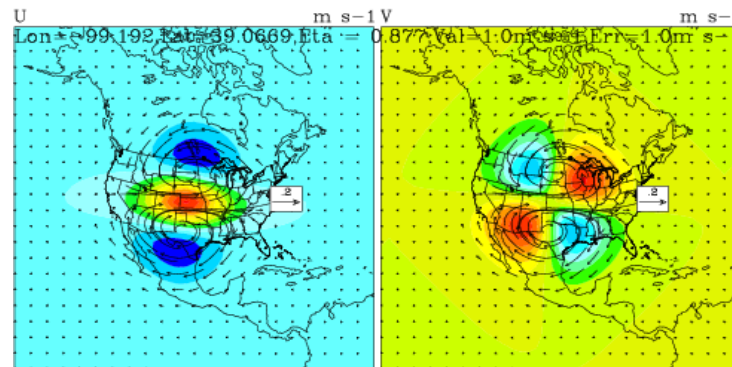 U m s-1 V m s-
Lon=-99.192 Lat=39.0669 Eta = 0.877 Val=1.0m s-1 Err=1.0m s-
.2 .2